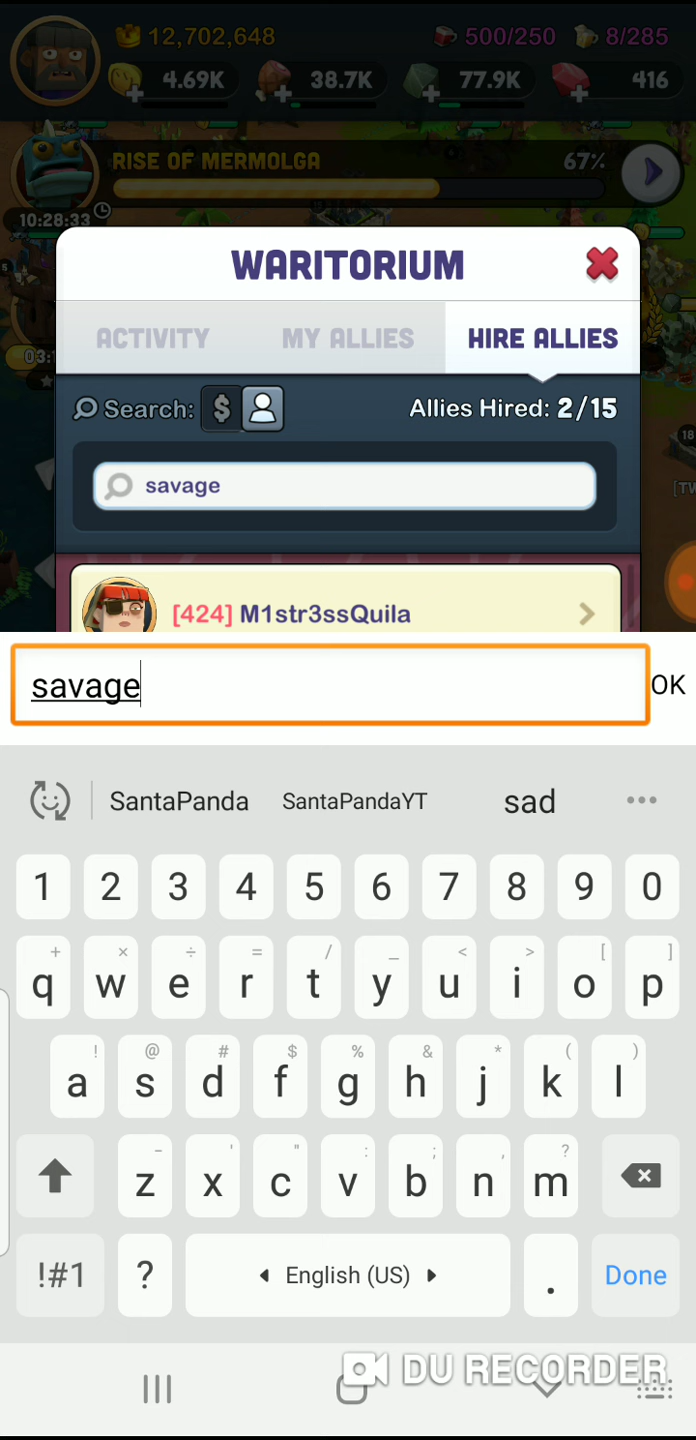 12,702,648 500/250 8/285
4.69K 38.7K 77.9K 416
RISE OF MERMOLGA 67%
10:28:33
WARITORIUM
ACTIVITY MY ALLIES HIRE ALLIES
Search: $ Allies Hired: 2/15
savage
[424] M1str3ssQuila
savage OK
SantaPanda SantaPandaYT sad
1 2 3 4 5 6 7 8 9 0
+ × ÷ = / _ < > [ ]
q w e r t y u i o p
! @ # $ % & * ( )
a s d f g h j k l
- ' " : ; , ?
z x c v b n m
!#1 ? English (US) . Done
DU RECORDER